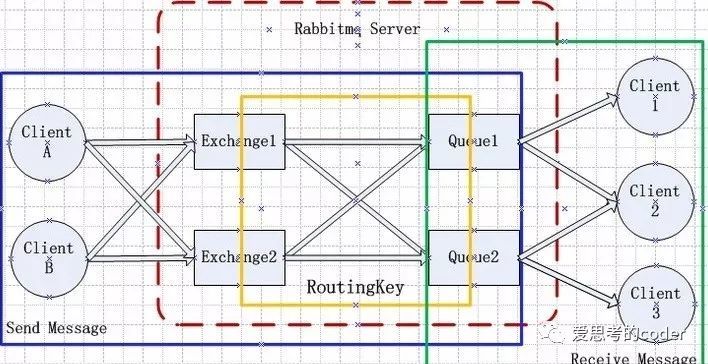 Rabbitmq Server
Client
A
Exchange1
Queue1
Client
1
Client
2
Client
B
Exchange2
Queue2
Client
3
RoutingKey
Send Message
爱思考的coder
Receive Message